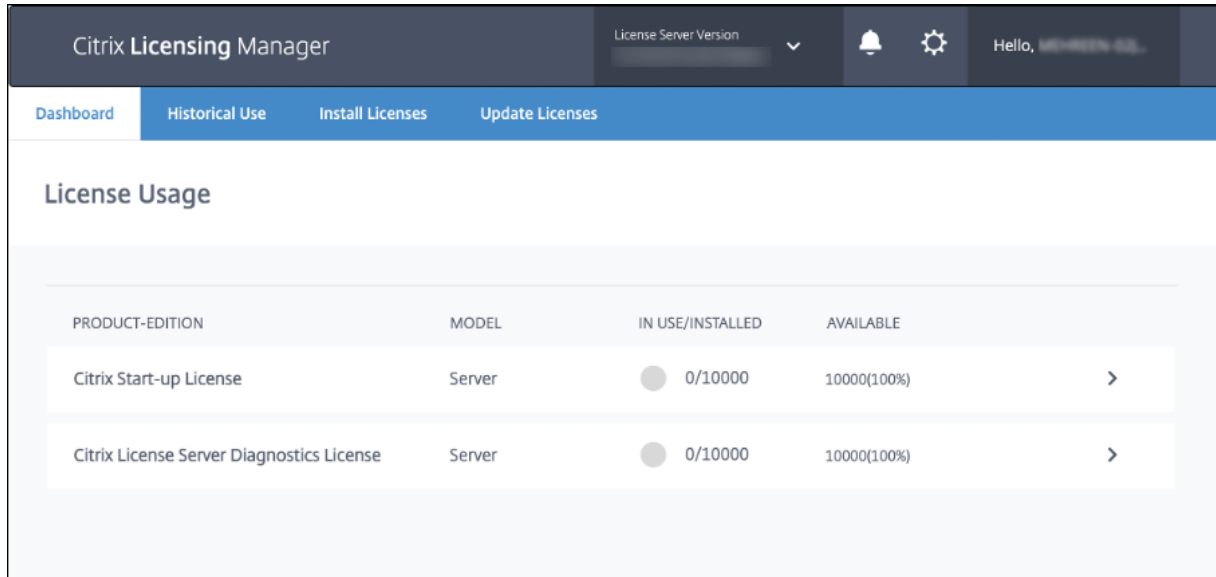 Citrix Licensing Manager
License Server Version
Hello,
Dashboard Historical Use Install Licenses Update Licenses
License Usage
PRODUCT-EDITION MODEL IN USE/INSTALLED AVAILABLE
Citrix Start-up License Server 0/10000 10000(100%)
Citrix License Server Diagnostics License Server 0/10000 10000(100%)